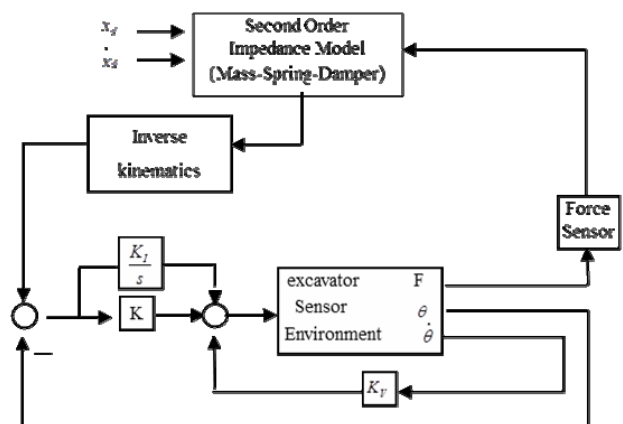 x_d
ẋ_d
Second Order
Impedance Model
(Mass-Spring-Damper)
Inverse
kinematics
Force
Sensor
K_I
s
K
excavator F
Sensor θ
Environment θ̇
K_V
—